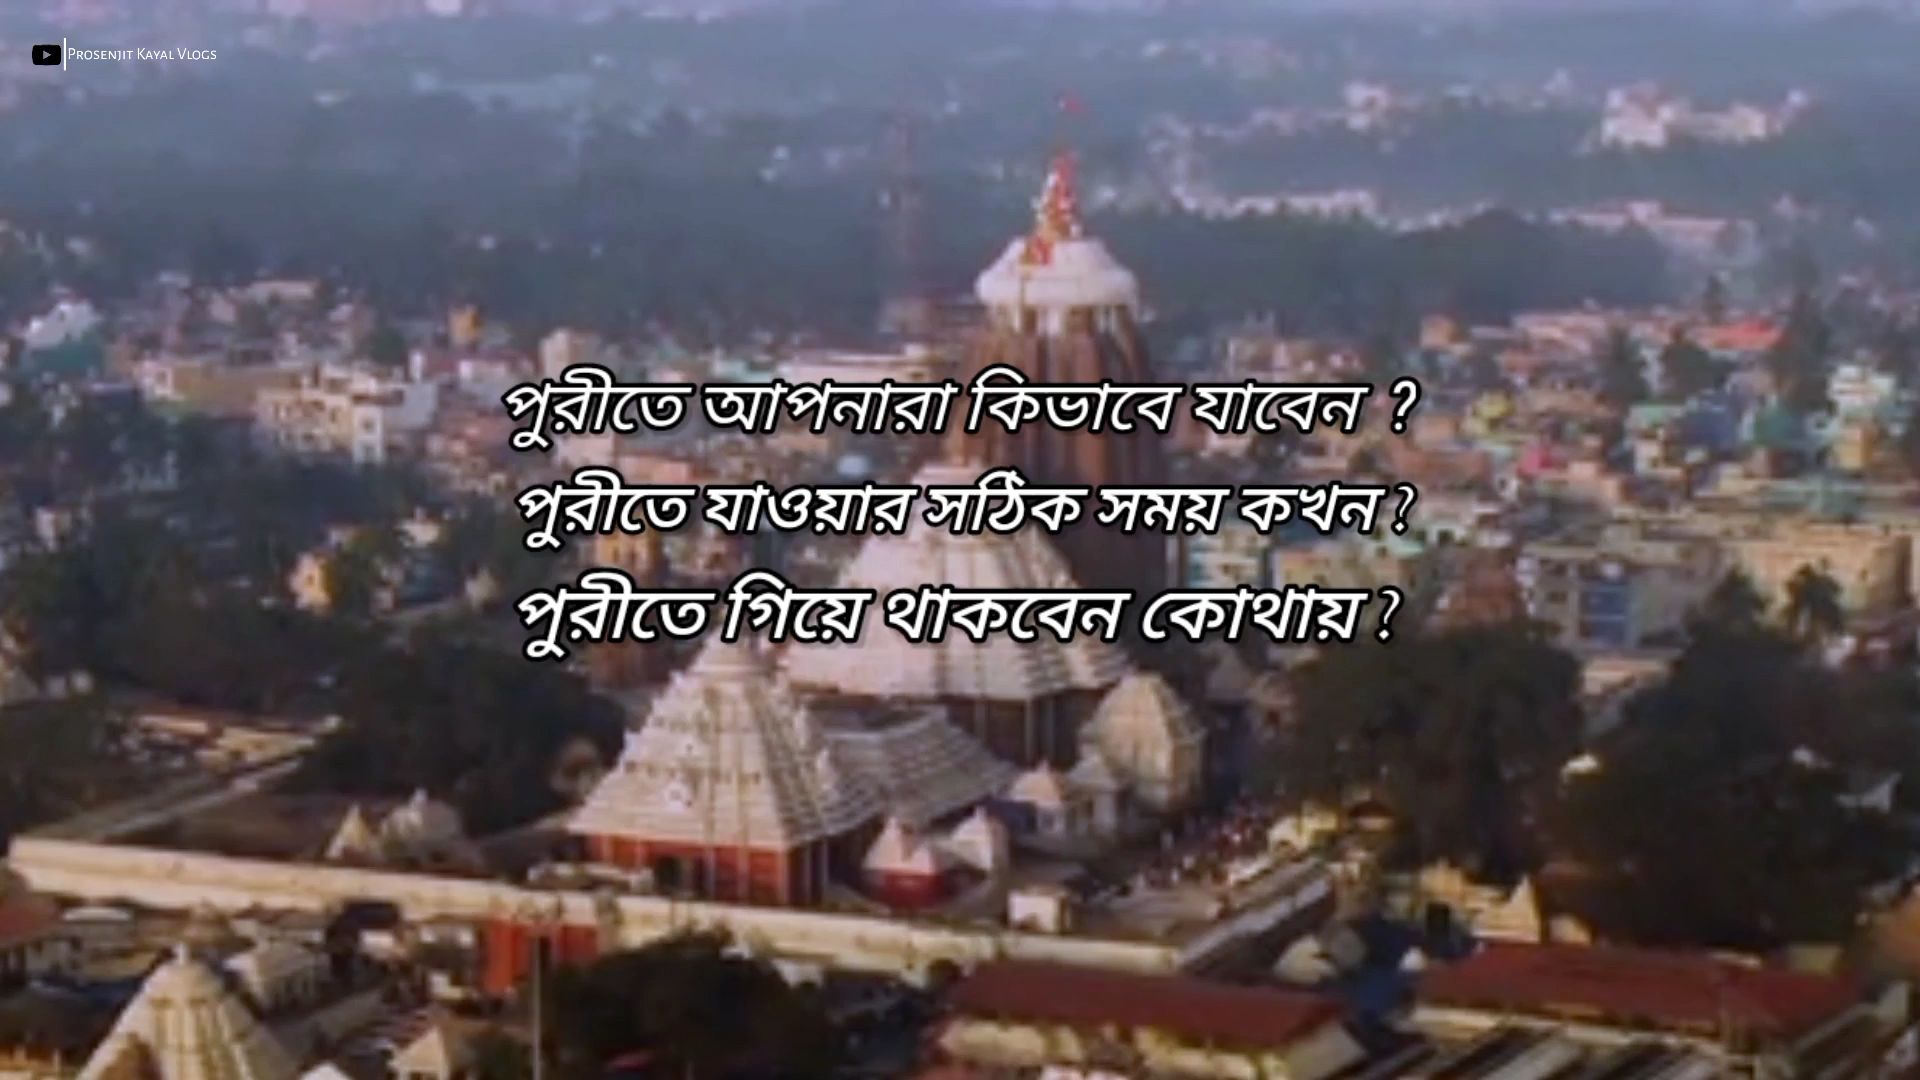 PROSENJIT KAYAL VLOGS
পুরীতে আপনারা কিভাবে যাবেন ?
পুরীতে যাওয়ার সঠিক সময় কখন ?
পুরীতে গিয়ে থাকবেন কোথায় ?